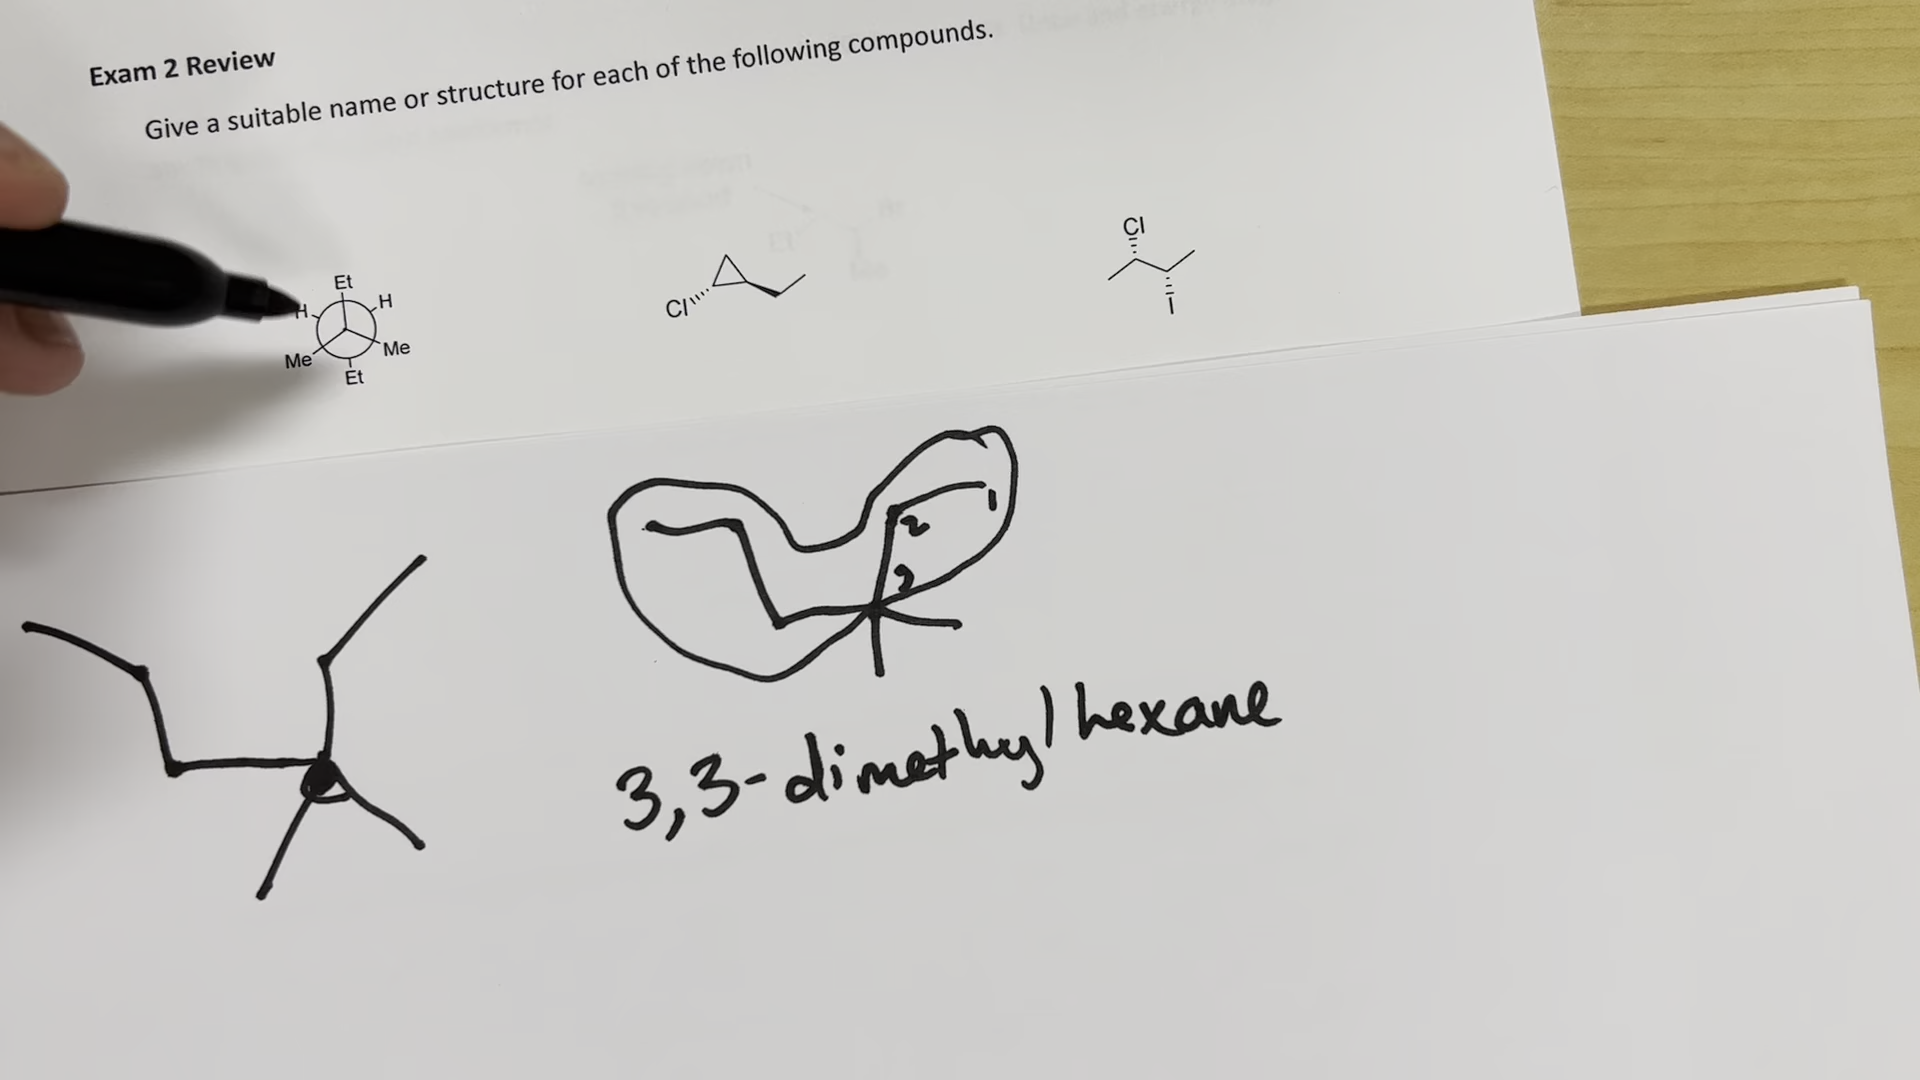 Exam 2 Review
Give a suitable name or structure for each of the following compounds.
Et
H
H
Me
Me
Et
Cl
Cl
I
1
2
3
3,3-dimethylhexane